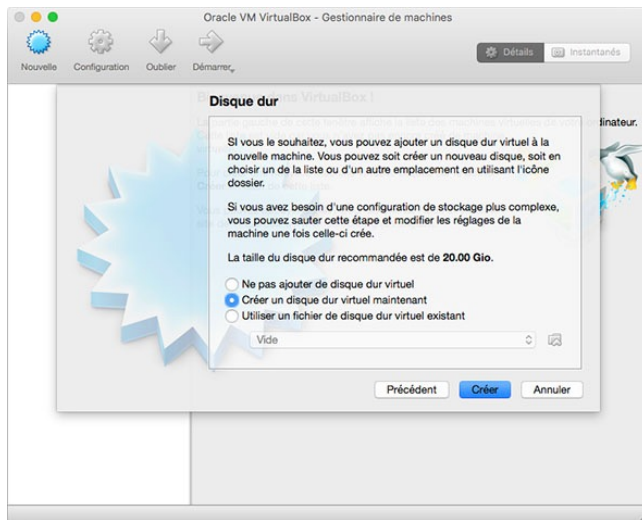 Oracle VM VirtualBox - Gestionnaire de machines
Nouvelle
Configuration
Oublier
Démarrer
Détails
Instantanés
Disque dur
SI vous le souhaitez, vous pouvez ajouter un disque dur virtuel à la
nouvelle machine. Vous pouvez soit créer un nouveau disque, soit en
choisir un de la liste ou d'un autre emplacement en utilisant l'icône
dossier.
Si vous avez besoin d'une configuration de stockage plus complexe,
vous pouvez sauter cette étape et modifier les réglages de la
machine une fois celle-ci crée.
La taille du disque dur recommandée est de 20.00 Gio.
Ne pas ajouter de disque dur virtuel
Créer un disque dur virtuel maintenant
Utiliser un fichier de disque dur virtuel existant
Vide
Précédent
Créer
Annuler